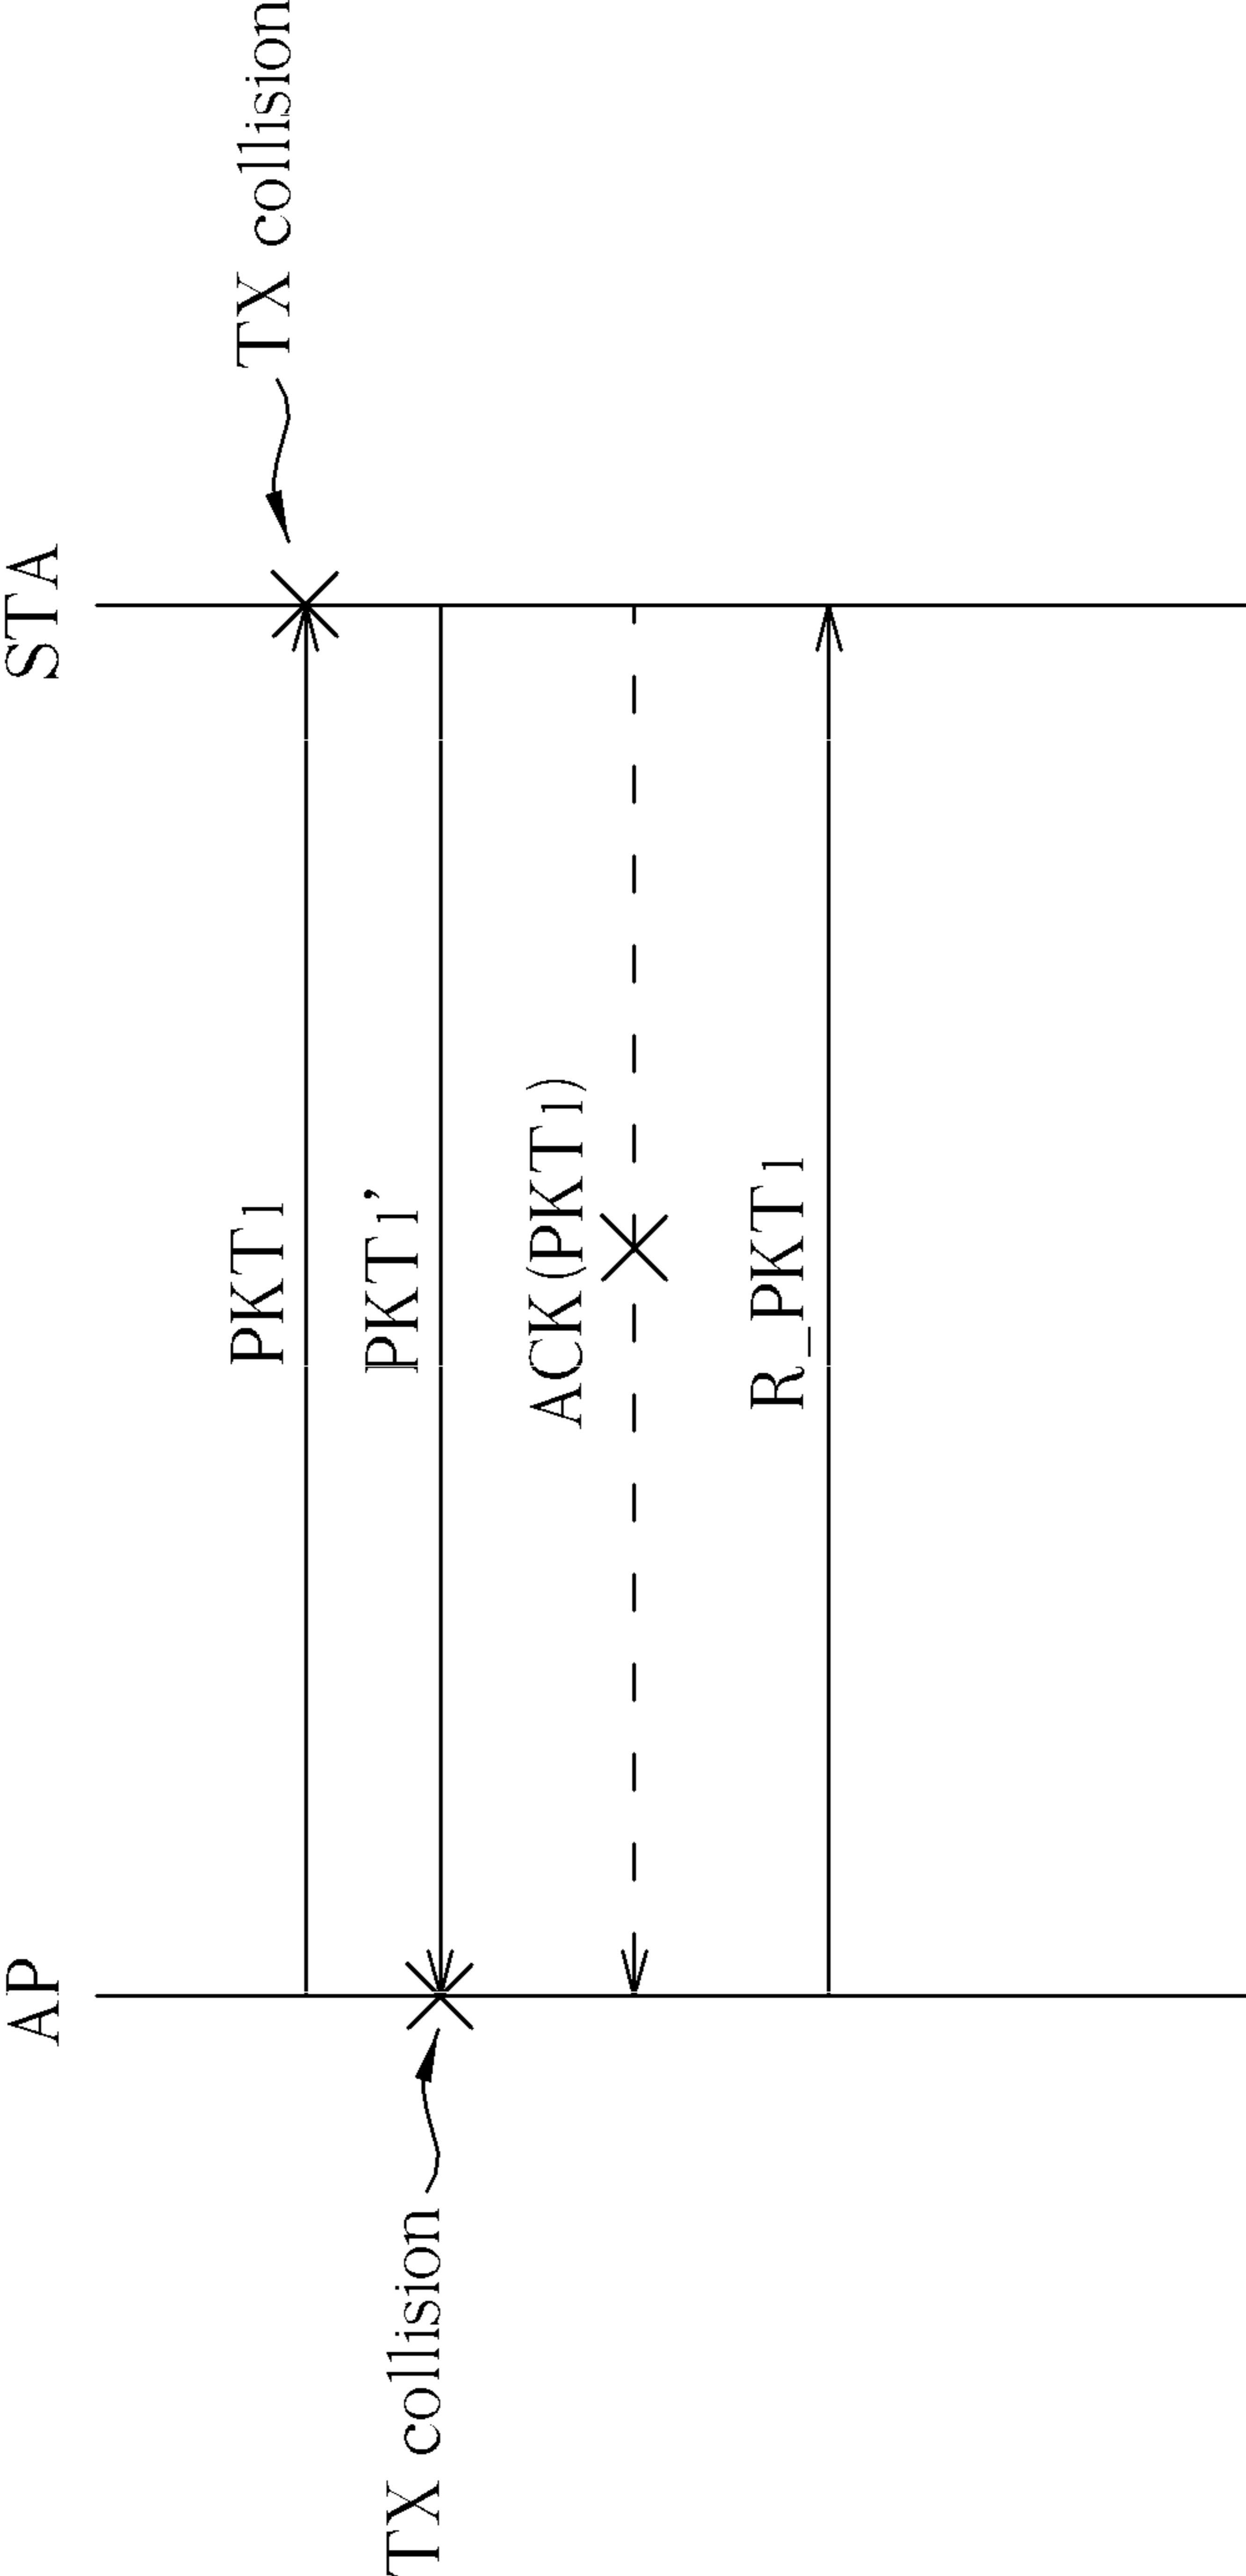 AP
STA
PKT1
TX collision
PKT1'
TX collision
ACK(PKT1)
R_PKT1